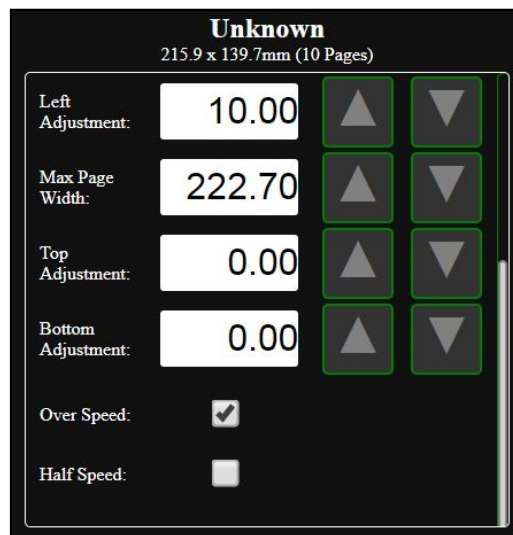 Unknown
215.9 x 139.7mm (10 Pages)
Left
Adjustment:
10.00
Max Page
Width:
222.70
Top
Adjustment:
0.00
Bottom
Adjustment:
0.00
Over Speed:
Half Speed: